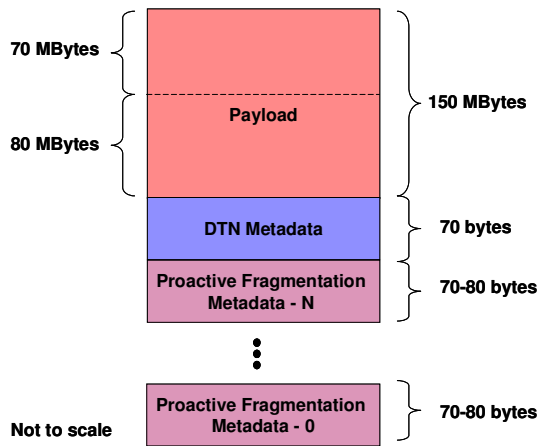 70 MBytes
80 MBytes
Payload
150 MBytes
DTN Metadata
70 bytes
Proactive Fragmentation
Metadata - N
70-80 bytes
Proactive Fragmentation
Metadata - 0
70-80 bytes
Not to scale